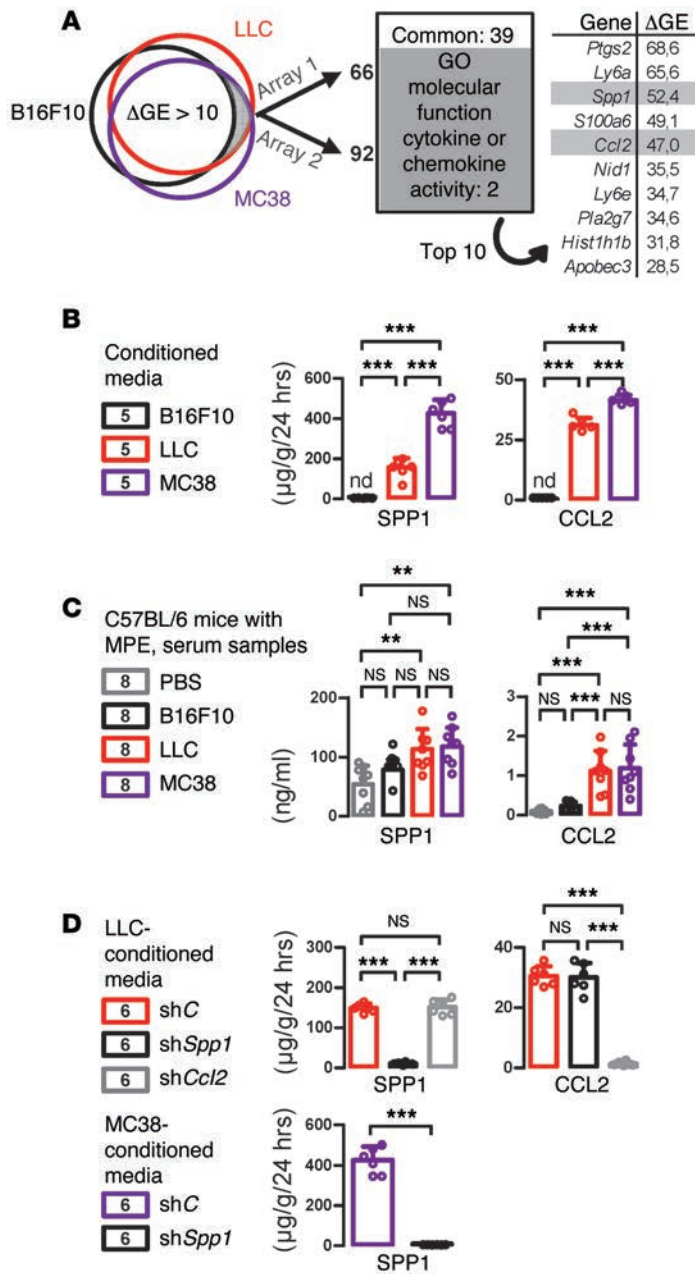 A
LLC
B16F10
ΔGE > 10
MC38
Array 1
Array 2
66
92
Common: 39
GO
molecular
function
cytokine or
chemokine
activity: 2
Top 10
Gene ΔGE
Ptgs2 68,6
Ly6a 65,6
Spp1 52,4
S100a6 49,1
Ccl2 47,0
Nid1 35,5
Ly6e 34,7
Pla2g7 34,6
Hist1h1b 31,8
Apobec3 28,5
B
Conditioned
media
5 B16F10
5 LLC
5 MC38
(µg/g/24 hrs)
600
400
200
0
***
*** ***
nd
SPP1
50
25
0
***
*** ***
nd
CCL2
C
C57BL/6 mice with
MPE, serum samples
8 PBS
8 B16F10
8 LLC
8 MC38
(ng/ml)
200
100
0
**
NS
**
NS NS NS
SPP1
3
2
1
0
***
***
***
NS *** NS
CCL2
D
LLC-
conditioned
media
6 shC
6 shSpp1
6 shCcl2
(µg/g/24 hrs)
300
200
100
0
NS
*** ***
SPP1
40
20
0
***
NS ***
CCL2
MC38-
conditioned
media
6 shC
6 shSpp1
(µg/g/24 hrs)
600
400
200
0
***
SPP1